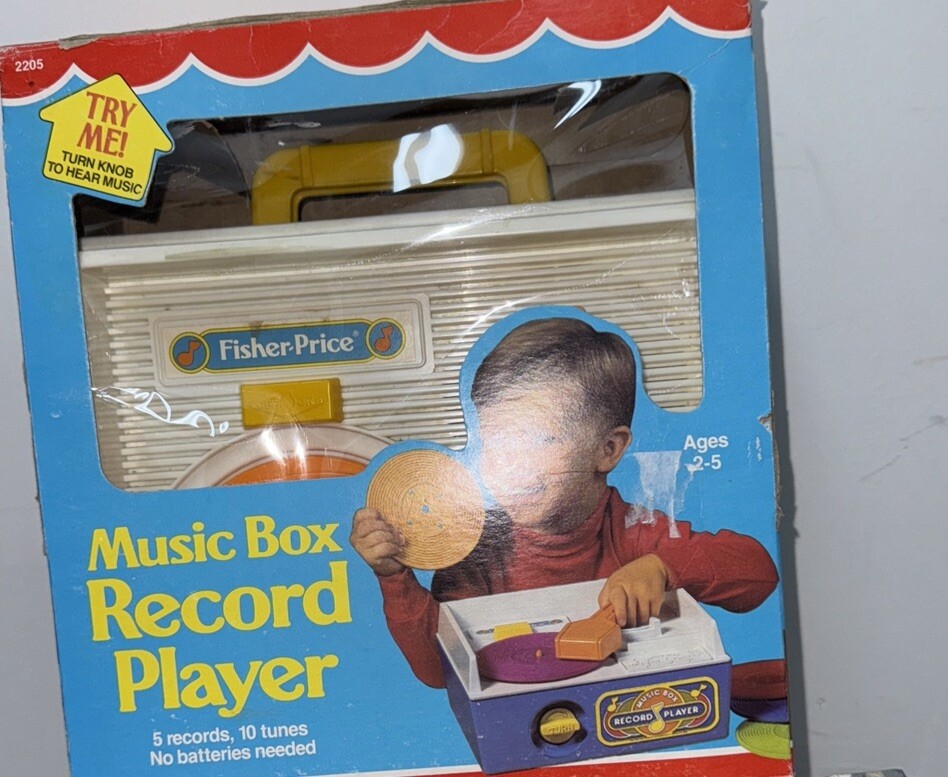 2205
TRY
ME!
TURN KNOB
TO HEAR MUSIC
Fisher-Price®
Ages
2-5
Music Box
Record
Player
5 records, 10 tunes
No batteries needed
MUSIC BOX
RECORD PLAYER
TURN